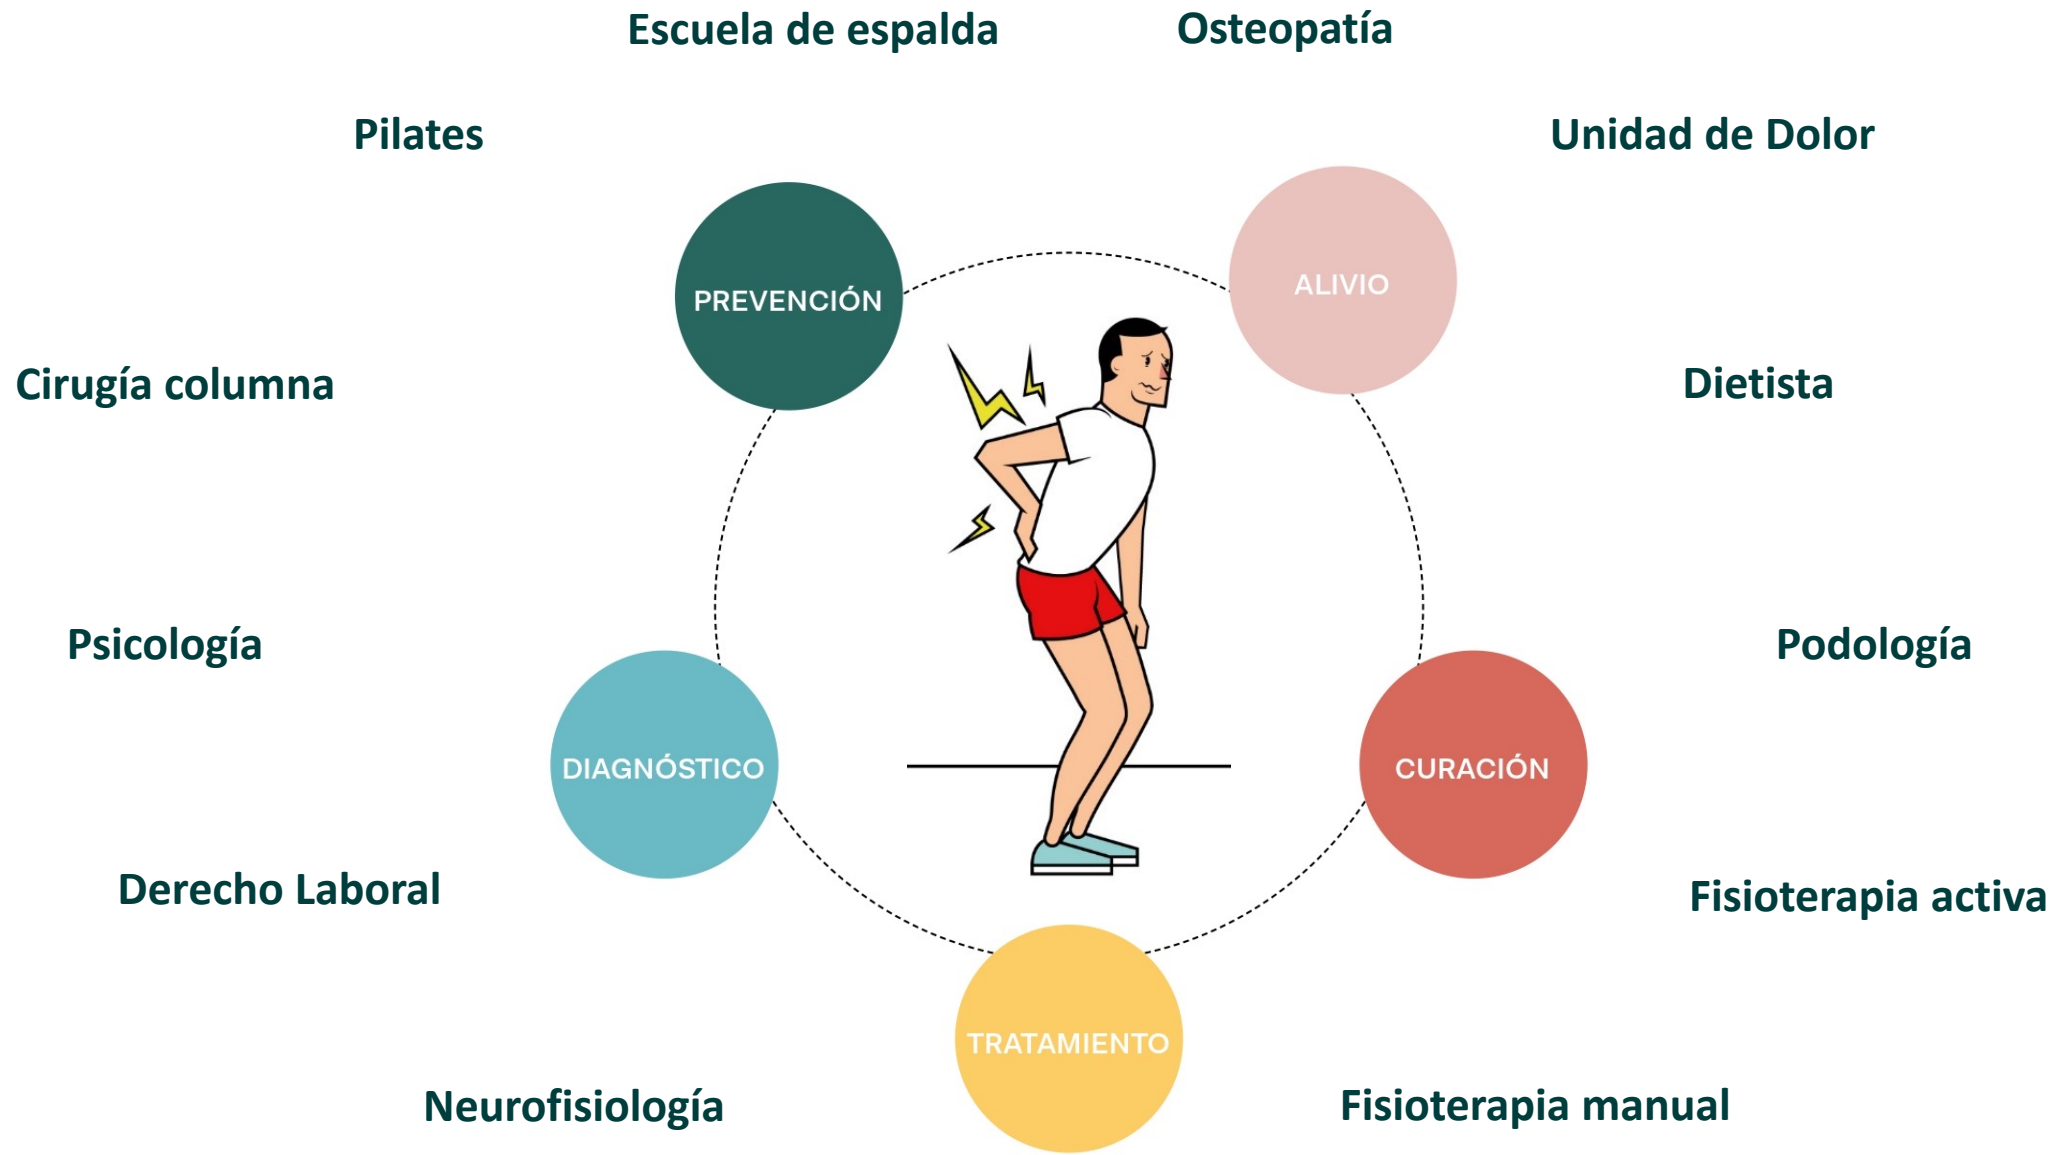 Escuela de espalda
Osteopatía
Pilates
Unidad de Dolor
PREVENCIÓN
ALIVIO
Cirugía columna
Dietista
Psicología
Podología
DIAGNÓSTICO
CURACIÓN
Derecho Laboral
Fisioterapia activa
TRATAMIENTO
Neurofisiología
Fisioterapia manual